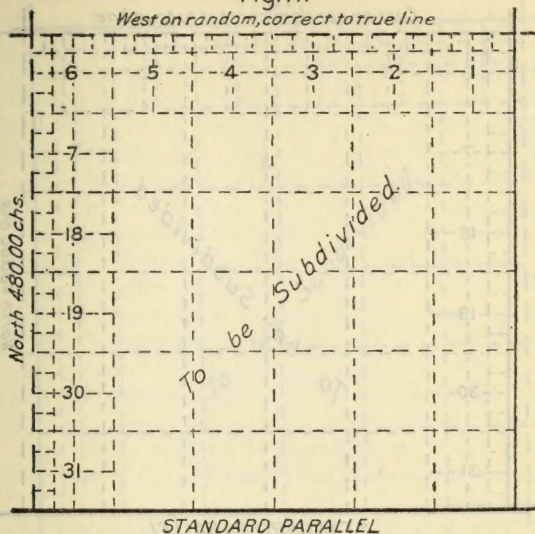 West on random, correct to true line
6 5 4 3 2 1
7
18
19
30
31
North 480.00 chs.
To be Subdivided.
STANDARD PARALLEL